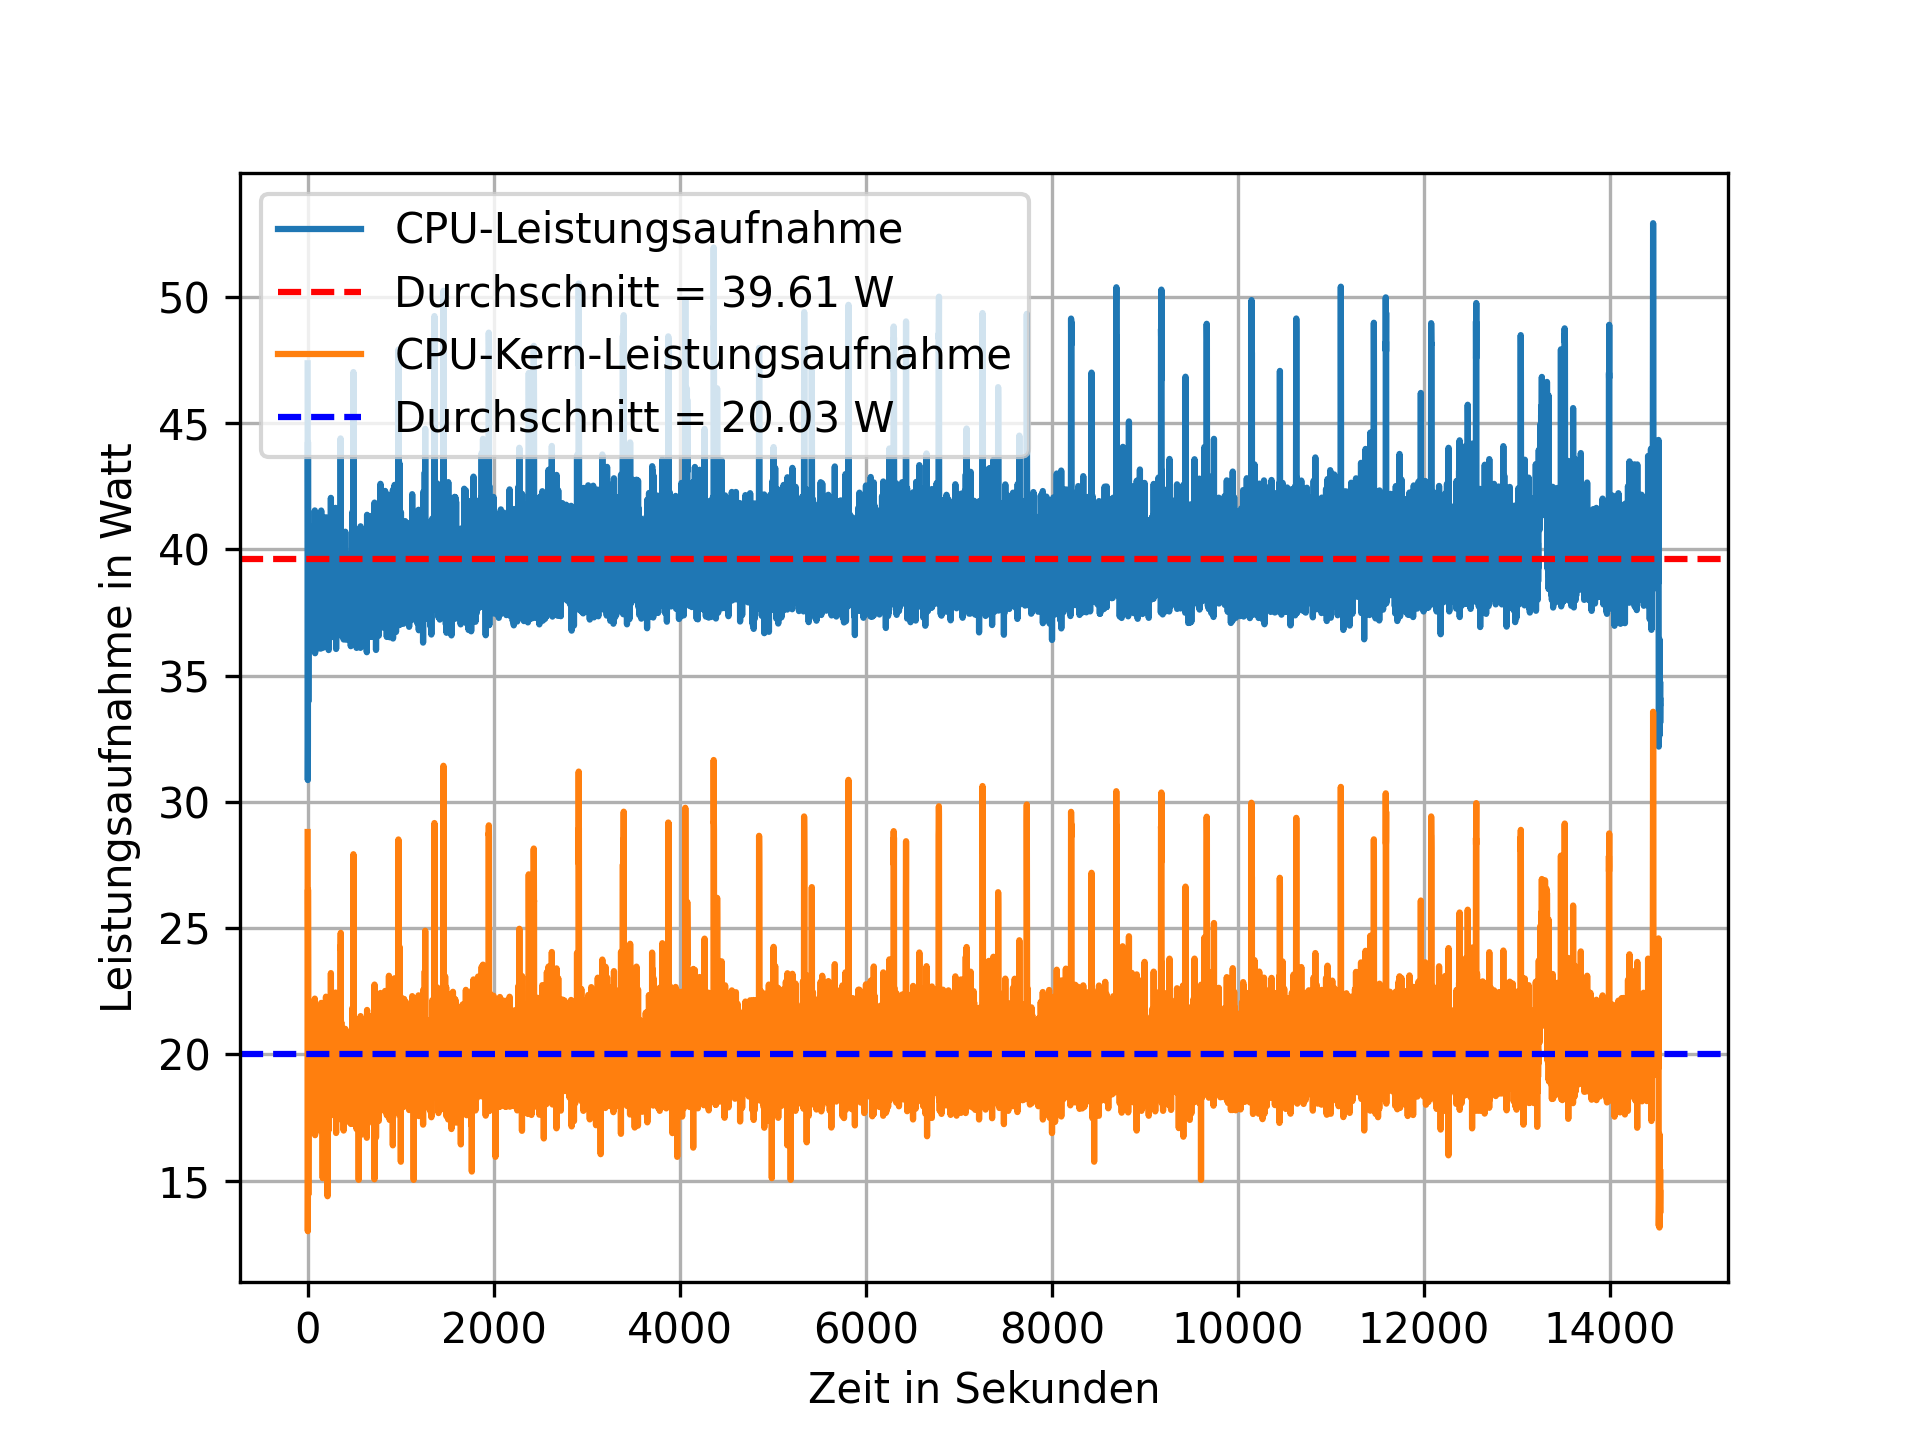 CPU-Leistungsaufnahme
Durchschnitt = 39.61 W
CPU-Kern-Leistungsaufnahme
Durchschnitt = 20.03 W
Leistungsaufnahme in Watt
50
45
40
35
30
25
20
15
0 2000 4000 6000 8000 10000 12000 14000
Zeit in Sekunden